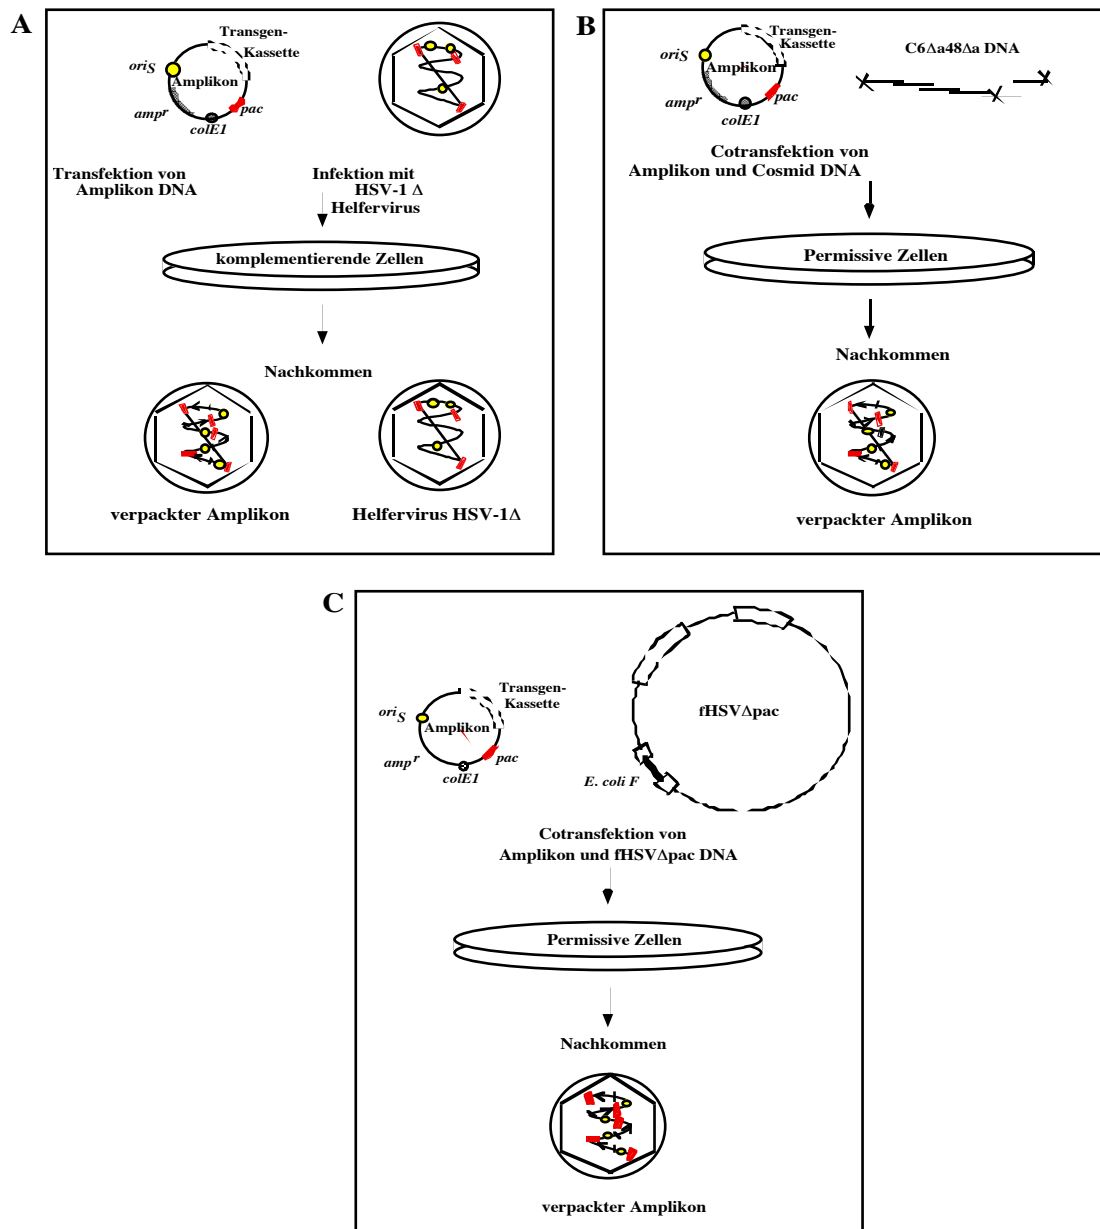 A
Transgen-
Kassette
oriS
Amplikon
ampr
pac
colE1
Transfektion von
Amplikon DNA
Infektion mit
HSV-1 Δ
Helfervirus
komplementierende Zellen
Nachkommen
verpackter Amplikon
Helfervirus HSV-1Δ
B
Transgen-
Kassette
oriS
Amplikon
ampr
pac
colE1
C6Δa48Δa DNA
Cotransfektion von
Amplikon und Cosmid DNA
Permissive Zellen
Nachkommen
verpackter Amplikon
C
Transgen-
Kassette
oriS
Amplikon
ampr
pac
colE1
fHSVΔpac
E. coli F
Cotransfektion von
Amplikon und fHSVΔpac DNA
Permissive Zellen
Nachkommen
verpackter Amplikon